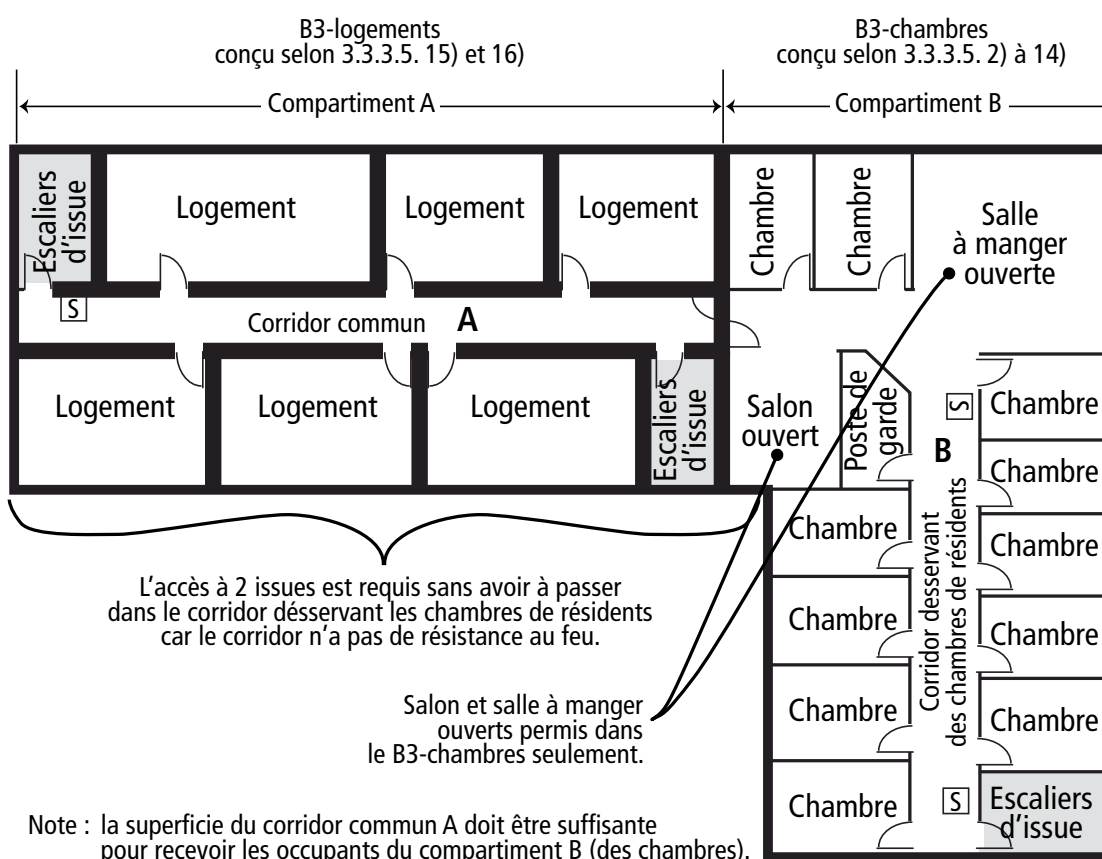 B3-logements
conçu selon 3.3.3.5. 15) et 16)
B3-chambres
conçu selon 3.3.3.5. 2) à 14)
Compartiment A
Compartiment B
Escaliers
d'issue
Logement
Logement
Logement
Chambre
Chambre
Salle
à manger
ouverte
S
Corridor commun A
Logement
Logement
Logement
Escaliers
d'issue
Salon
ouvert
Poste de
garde
S
B
Corridor desservant
des chambres de résidents
Chambre
Chambre
Chambre
Chambre
Chambre
Chambre
Chambre
Chambre
Chambre
S
Escaliers
d'issue
L'accès à 2 issues est requis sans avoir à passer
dans le corridor désservant les chambres de résidents
car le corridor n'a pas de résistance au feu.
Salon et salle à manger
ouverts permis dans
le B3-chambres seulement.
Note : la superficie du corridor commun A doit être suffisante
pour recevoir les occupants du compartiment B (des chambres).